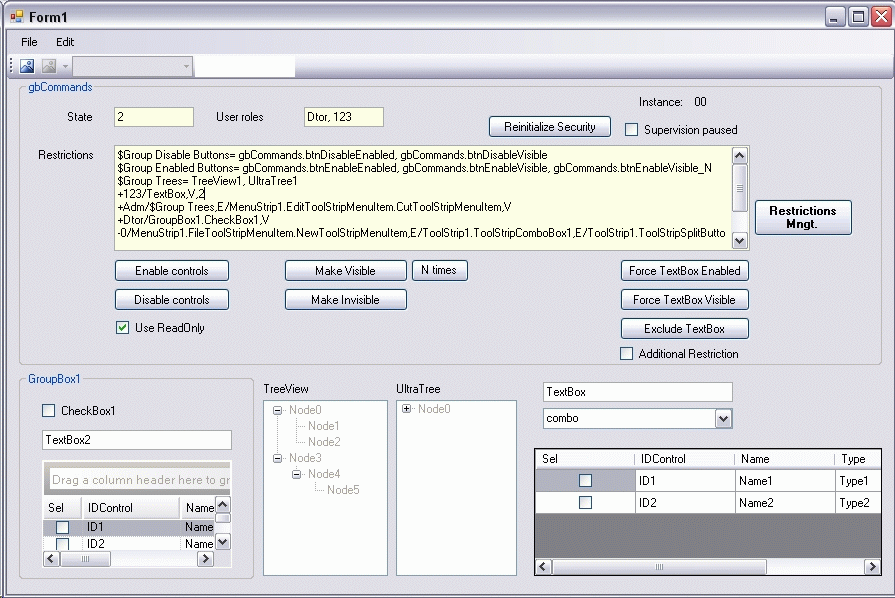 Form1
File Edit
gbCommands
State 2 User roles Dtor, 123
Instance: 00
Reinitialize Security Supervision paused
Restrictions
$Group Disable Buttons= gbCommands.btnDisableEnabled, gbCommands.btnDisableVisible
$Group Enabled Buttons= gbCommands.btnEnableEnabled, gbCommands.btnEnableVisible, gbCommands.btnEnableVisible_N
$Group Trees= TreeView1, UltraTree1
+123/TextBox,V,2
+Adm/$Group Trees,E/MenuStrip1.EditToolStripMenuItem.CutToolStripMenuItem,V
+Dtor/GroupBox1.CheckBox1,V
-0/MenuStrip1.FileToolStripMenuItem.NewToolStripMenuItem,E/ToolStrip1.ToolStripComboBox1,E/ToolStrip1.ToolStripSplitButto
Restrictions
Mngt.
Enable controls Make Visible N times Force TextBox Enabled
Disable controls Make Invisible Force TextBox Visible
Use ReadOnly Exclude TextBox
Additional Restriction
GroupBox1
CheckBox1
TextBox2
Drag a column header here to gr
Sel IDControl Name
ID1 Name
ID2 Name
TreeView
Node0
Node1
Node2
Node3
Node4
Node5
UltraTree
Node0
TextBox
combo
Sel IDControl Name Type
ID1 Name1 Type1
ID2 Name2 Type2